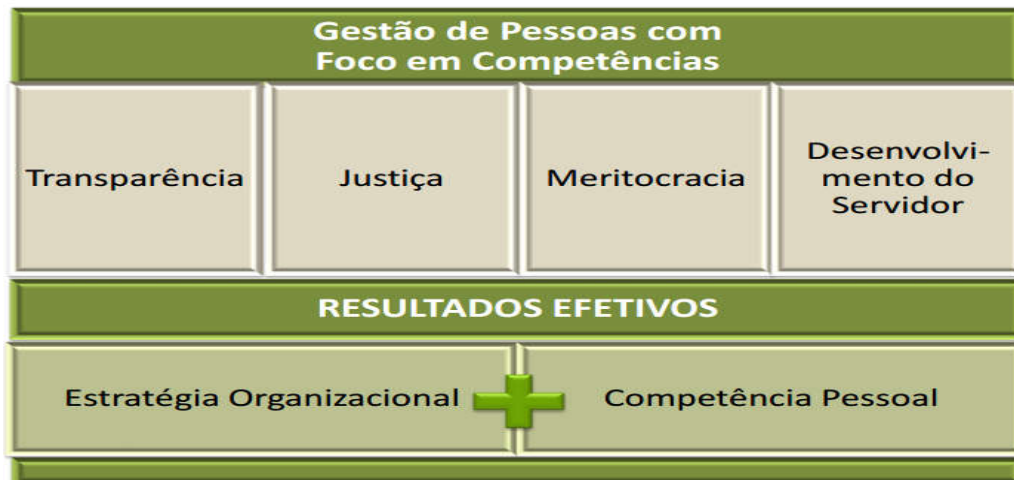 Gestão de Pessoas com
Foco em Competências
Transparência
Justiça
Meritocracia
Desenvolvi-
mento do
Servidor
RESULTADOS EFETIVOS
Estratégia Organizacional
Competência Pessoal